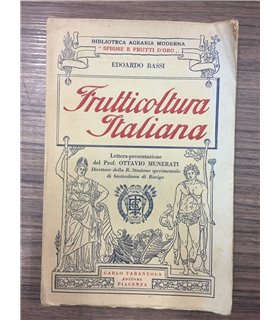 BIBLIOTECA AGRARIA MODERNA
"SPIGHE E FRUTTI D'ORO"
EDOARDO BASSI
Frutticoltura
Italiana
Lettera-presentazione
del Prof. OTTAVIO MUNERATI
Direttore della R. Stazione sperimentale
di bieticoltura di Rovigo
CARLO TARANTOLA
EDITORE
PIACENZA